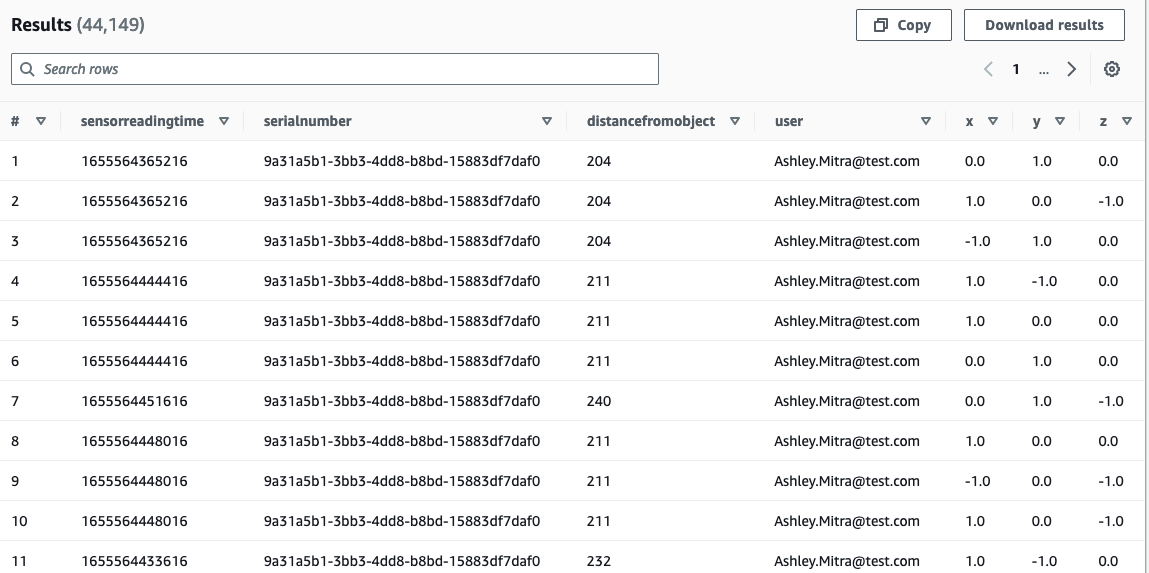 Results (44,149) Copy Download results
Search rows 1 ...
# sensorreadingtime serialnumber distancefromobject user x y z
1 1655564365216 9a31a5b1-3bb3-4dd8-b8bd-15883df7daf0 204 Ashley.Mitra@test.com 0.0 1.0 0.0
2 1655564365216 9a31a5b1-3bb3-4dd8-b8bd-15883df7daf0 204 Ashley.Mitra@test.com 1.0 0.0 -1.0
3 1655564365216 9a31a5b1-3bb3-4dd8-b8bd-15883df7daf0 204 Ashley.Mitra@test.com -1.0 1.0 0.0
4 1655564444416 9a31a5b1-3bb3-4dd8-b8bd-15883df7daf0 211 Ashley.Mitra@test.com 1.0 -1.0 0.0
5 1655564444416 9a31a5b1-3bb3-4dd8-b8bd-15883df7daf0 211 Ashley.Mitra@test.com 1.0 0.0 0.0
6 1655564444416 9a31a5b1-3bb3-4dd8-b8bd-15883df7daf0 211 Ashley.Mitra@test.com 0.0 1.0 0.0
7 1655564451616 9a31a5b1-3bb3-4dd8-b8bd-15883df7daf0 240 Ashley.Mitra@test.com 0.0 1.0 -1.0
8 1655564448016 9a31a5b1-3bb3-4dd8-b8bd-15883df7daf0 211 Ashley.Mitra@test.com 1.0 0.0 0.0
9 1655564448016 9a31a5b1-3bb3-4dd8-b8bd-15883df7daf0 211 Ashley.Mitra@test.com -1.0 0.0 -1.0
10 1655564448016 9a31a5b1-3bb3-4dd8-b8bd-15883df7daf0 211 Ashley.Mitra@test.com 1.0 0.0 -1.0
11 1655564433616 9a31a5b1-3bb3-4dd8-b8bd-15883df7daf0 232 Ashley.Mitra@test.com 1.0 -1.0 0.0